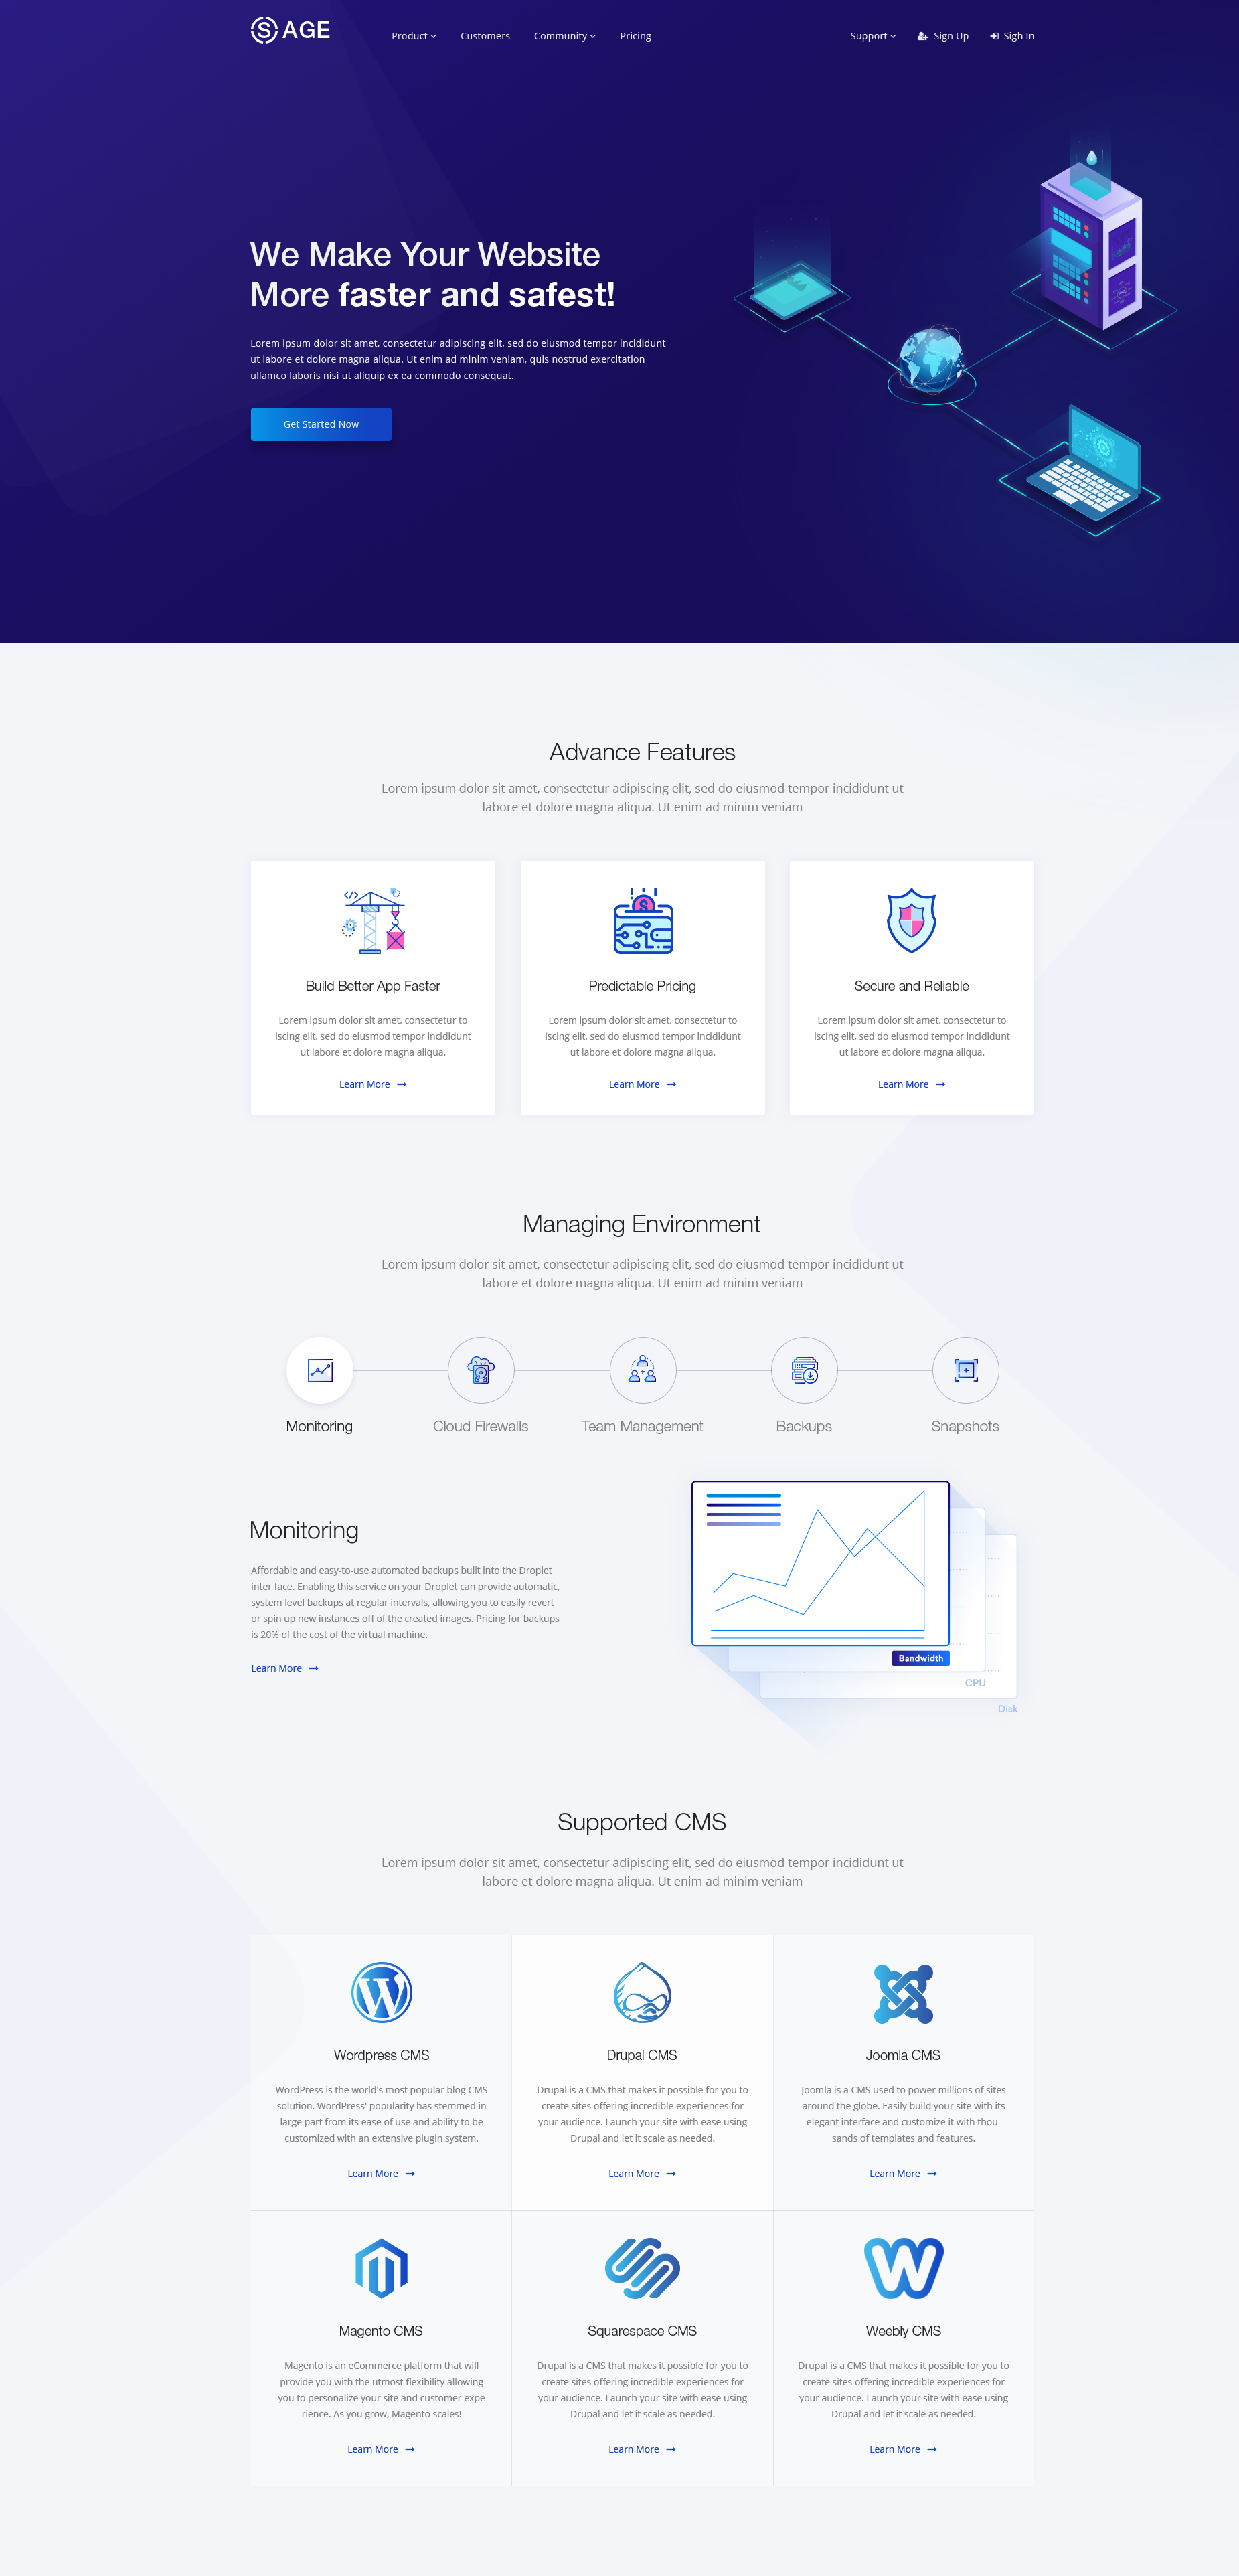 S AGE
Product
Customers
Community
Pricing
Support
Sign Up
Sigh In
We Make Your Website
More faster and safest!
Lorem ipsum dolor sit amet, consectetur adipiscing elit, sed do eiusmod tempor incididunt
ut labore et dolore magna aliqua. Ut enim ad minim veniam, quis nostrud exercitation
ullamco laboris nisi ut aliquip ex ea commodo consequat.
Get Started Now
Advance Features
Lorem ipsum dolor sit amet, consectetur adipiscing elit, sed do eiusmod tempor incididunt ut
labore et dolore magna aliqua. Ut enim ad minim veniam
Build Better App Faster
Lorem ipsum dolor sit amet, consectetur to
iscing elit, sed do eiusmod tempor incididunt
ut labore et dolore magna aliqua.
Learn More
Predictable Pricing
Lorem ipsum dolor sit amet, consectetur to
iscing elit, sed do eiusmod tempor incididunt
ut labore et dolore magna aliqua.
Learn More
Secure and Reliable
Lorem ipsum dolor sit amet, consectetur to
iscing elit, sed do eiusmod tempor incididunt
ut labore et dolore magna aliqua.
Learn More
Managing Environment
Lorem ipsum dolor sit amet, consectetur adipiscing elit, sed do eiusmod tempor incididunt ut
labore et dolore magna aliqua. Ut enim ad minim veniam
Monitoring
Cloud Firewalls
Team Management
Backups
Snapshots
Monitoring
Affordable and easy-to-use automated backups built into the Droplet
inter face. Enabling this service on your Droplet can provide automatic,
system level backups at regular intervals, allowing you to easily revert
or spin up new instances off of the created images. Pricing for backups
is 20% of the cost of the virtual machine.
Learn More
Bandwidth
CPU
Disk
Supported CMS
Lorem ipsum dolor sit amet, consectetur adipiscing elit, sed do eiusmod tempor incididunt ut
labore et dolore magna aliqua. Ut enim ad minim veniam
Wordpress CMS
WordPress is the world's most popular blog CMS
solution. WordPress' popularity has stemmed in
large part from its ease of use and ability to be
customized with an extensive plugin system.
Learn More
Drupal CMS
Drupal is a CMS that makes it possible for you to
create sites offering incredible experiences for
your audience. Launch your site with ease using
Drupal and let it scale as needed.
Learn More
Joomla CMS
Joomla is a CMS used to power millions of sites
around the globe. Easily build your site with its
elegant interface and customize it with thou-
sands of templates and features.
Learn More
Magento CMS
Magento is an eCommerce platform that will
provide you with the utmost flexibility allowing
you to personalize your site and customer expe
rience. As you grow, Magento scales!
Learn More
Squarespace CMS
Drupal is a CMS that makes it possible for you to
create sites offering incredible experiences for
your audience. Launch your site with ease using
Drupal and let it scale as needed.
Learn More
Weebly CMS
Drupal is a CMS that makes it possible for you to
create sites offering incredible experiences for
your audience. Launch your site with ease using
Drupal and let it scale as needed.
Learn More